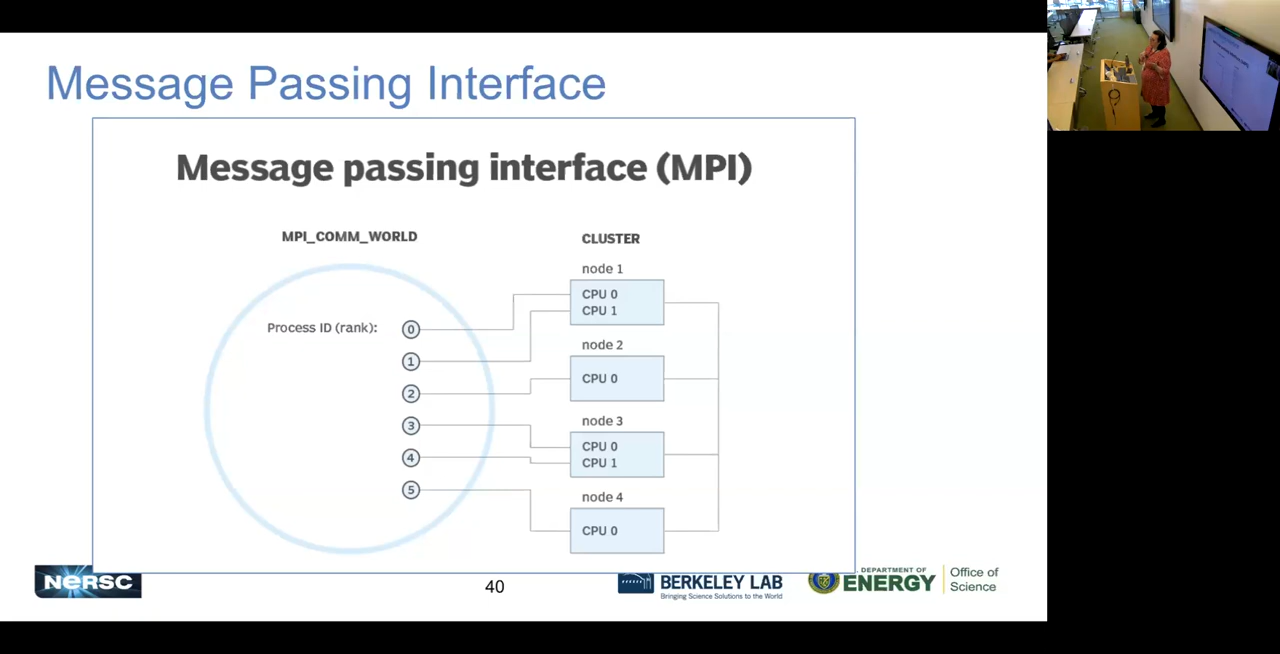 Message Passing Interface
Message passing interface (MPI)
MPI_COMM_WORLD
CLUSTER
node 1
CPU 0
CPU 1
Process ID (rank):
0
1
2
3
4
5
node 2
CPU 0
node 3
CPU 0
CPU 1
node 4
CPU 0
NERSC
40
BERKELEY LAB
Bringing Science Solutions to the World
DEPARTMENT OF
ENERGY
Office of
Science